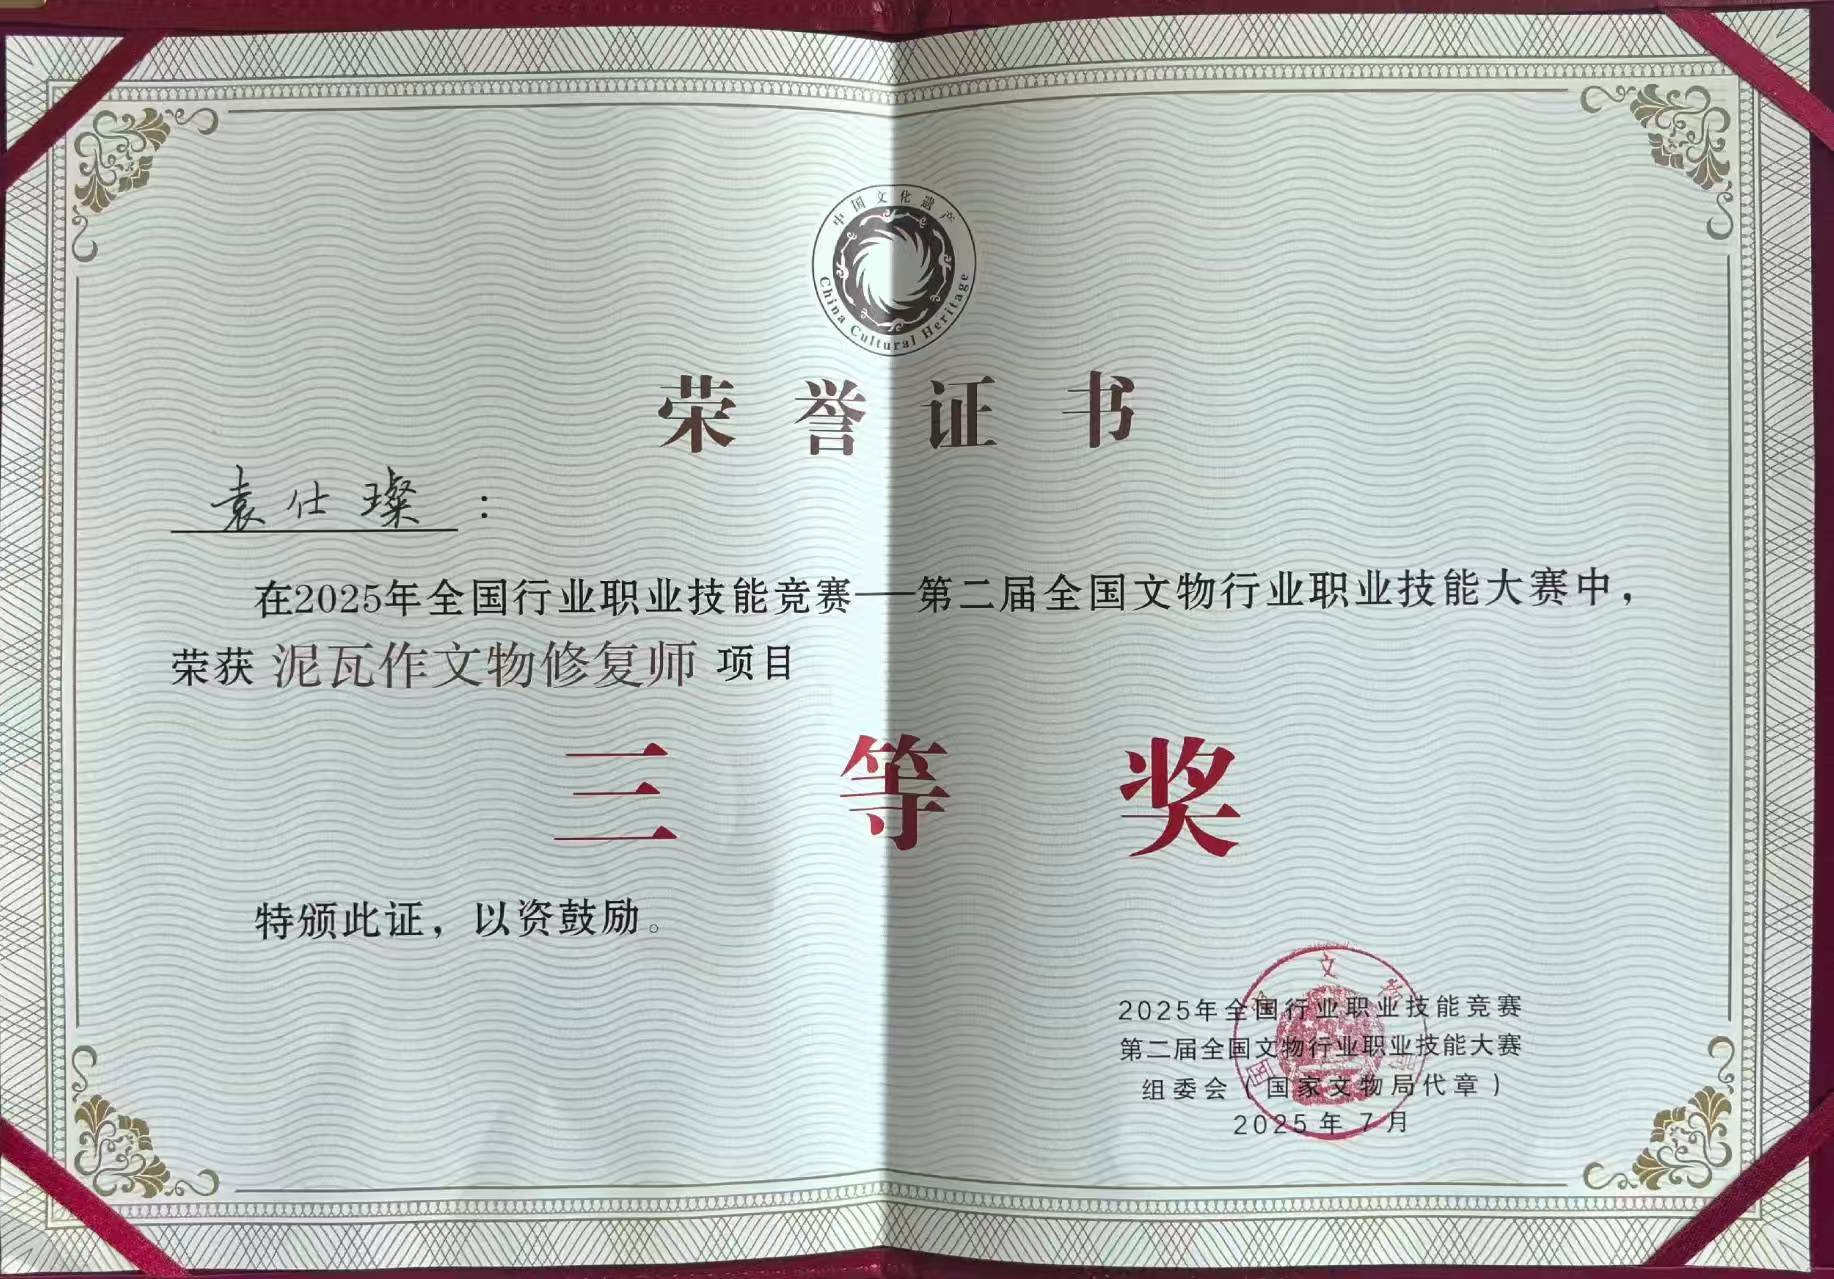 中国文化遗产
China Cultural Heritage
荣誉证书
袁仕璨：
在2025年全国行业职业技能竞赛——第二届全国文物行业职业技能大赛中，
荣获 泥瓦作文物修复师 项目
三等奖
特颁此证，以资鼓励。
2025年全国行业职业技能竞赛
第二届全国文物行业职业技能大赛
组委会（国家文物局代章）
2025年7月
国家文物局